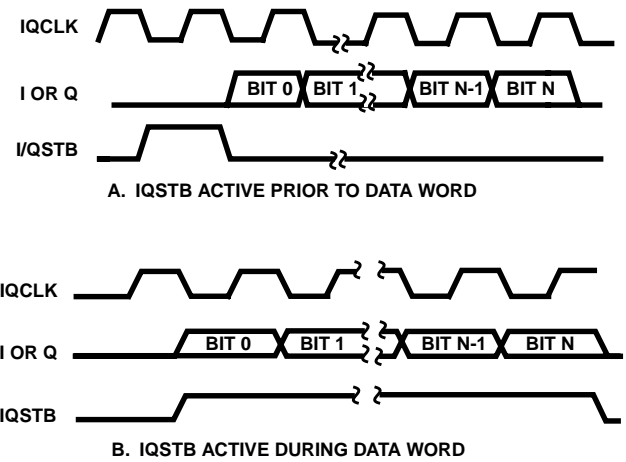 IQCLK
I OR Q
BIT 0 BIT 1 BIT N-1 BIT N
I/QSTB
A. IQSTB ACTIVE PRIOR TO DATA WORD
IQCLK
I OR Q
BIT 0 BIT 1 BIT N-1 BIT N
IQSTB
B. IQSTB ACTIVE DURING DATA WORD